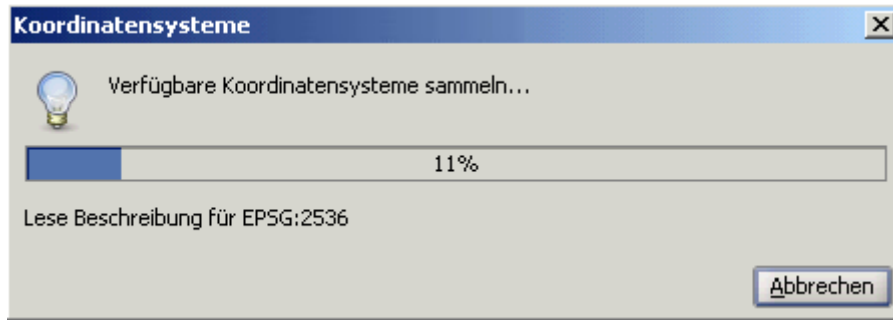 Koordinatensysteme
Verfügbare Koordinatensysteme sammeln...
11%
Lese Beschreibung für EPSG:2536
Abbrechen